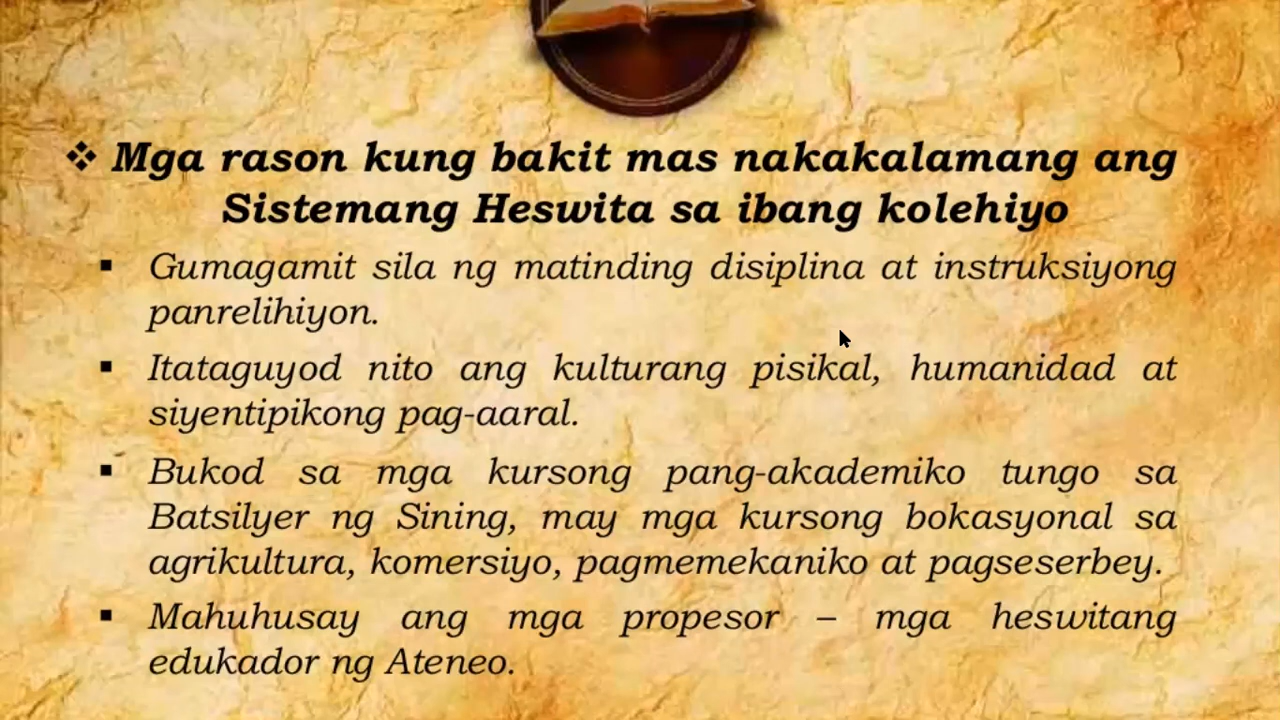 ❖ Mga rason kung bakit mas nakakalamang ang
Sistemang Heswita sa ibang kolehiyo
▪ Gumagamit sila ng matinding disiplina at instruksiyong
panrelihiyon.
▪ Itataguyod nito ang kulturang pisikal, humanidad at
siyentipikong pag-aaral.
▪ Bukod sa mga kursong pang-akademiko tungo sa
Batsilyer ng Sining, may mga kursong bokasyonal sa
agrikultura, komersiyo, pagmemekaniko at pagseserbey.
▪ Mahuhusay ang mga propesor – mga heswitang
edukador ng Ateneo.